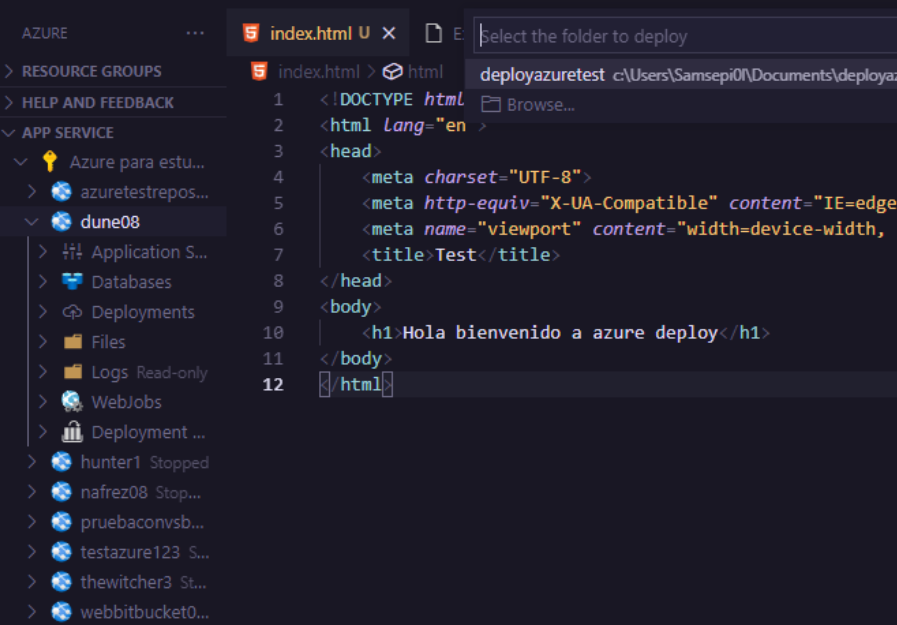 AZURE ...
RESOURCE GROUPS
HELP AND FEEDBACK
APP SERVICE
Azure para estu...
azuretestrepos...
dune08
Application S...
Databases
Deployments
Files
Logs Read-only
WebJobs
Deployment ...
hunter1 Stopped
nafrez08 Stop...
pruebaconvsb...
testazure123 S...
thewitcher3 St...
webbitbucket0...
index.html U
index.html > html
Select the folder to deploy
deployazuretest c:\Users\Samsepi0l\Documents\deployaz
Browse...
1 <!DOCTYPE html
2 <html lang="en">
3 <head>
4 <meta charset="UTF-8">
5 <meta http-equiv="X-UA-Compatible" content="IE=edge
6 <meta name="viewport" content="width=device-width,
7 <title>Test</title>
8 </head>
9 <body>
10 <h1>Hola bienvenido a azure deploy</h1>
11 </body>
12 </html>